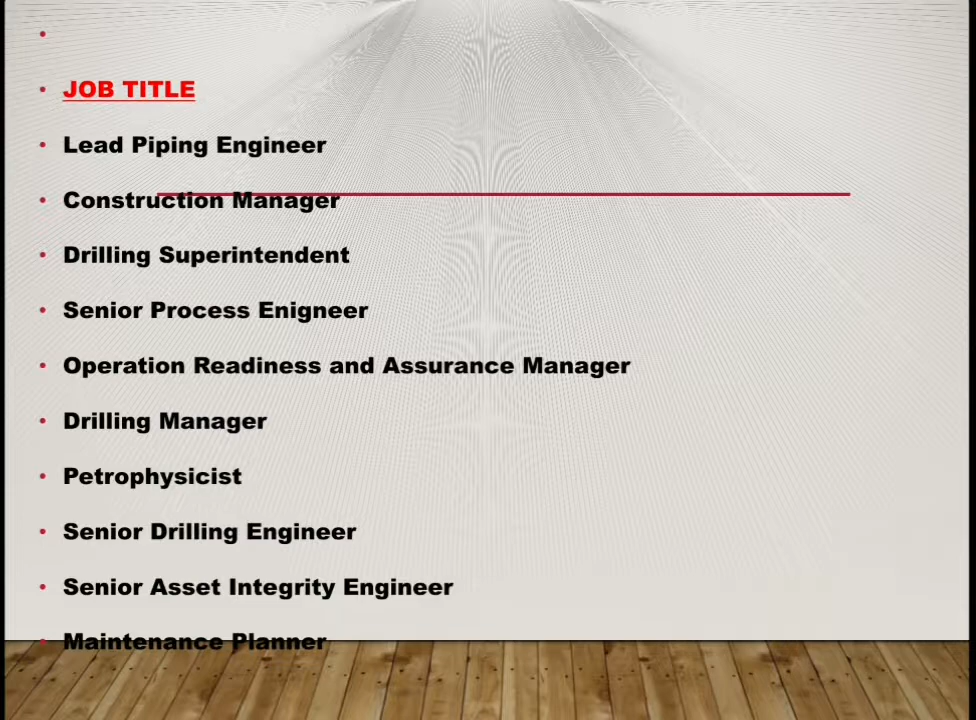 JOB TITLE
Lead Piping Engineer
Construction Manager
Drilling Superintendent
Senior Process Enigneer
Operation Readiness and Assurance Manager
Drilling Manager
Petrophysicist
Senior Drilling Engineer
Senior Asset Integrity Engineer
Maintenance Planner